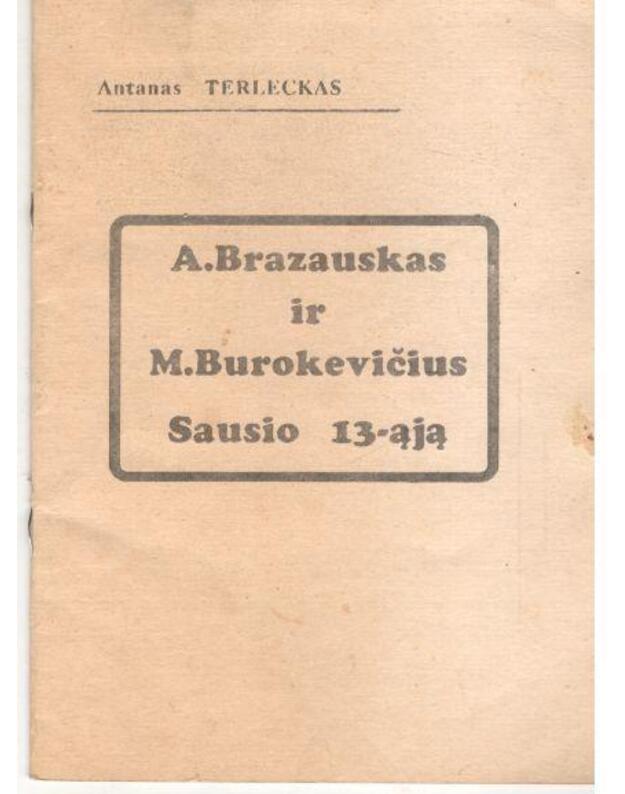 Antanas TERLECKAS
A.Brazauskas
ir
M.Burokevičius
Sausio 13-ąją